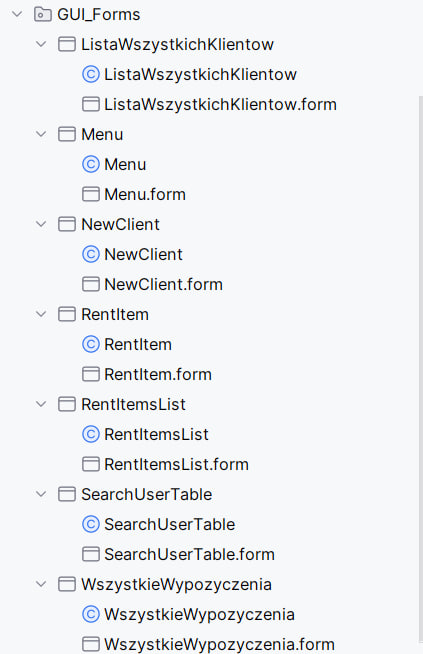 GUI_Forms
ListaWszystkichKlientow
ListaWszystkichKlientow
ListaWszystkichKlientow.form
Menu
Menu
Menu.form
NewClient
NewClient
NewClient.form
RentItem
RentItem
RentItem.form
RentItemsList
RentItemsList
RentItemsList.form
SearchUserTable
SearchUserTable
SearchUserTable.form
WszystkieWypozyczenia
WszystkieWypozyczenia
WszystkieWypozyczenia.form